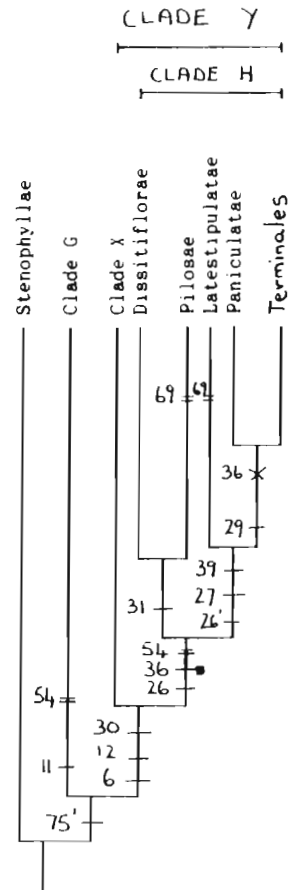 CLADE Y
CLADE H
Stenophyllae
Clade G
Clade X
Dissitiflorae
Pilosae
Latestipulatae
Paniculatae
Terminales
69
69
36
29
39
27
26'
31
54
36
26
54
30
12
11
6
75'